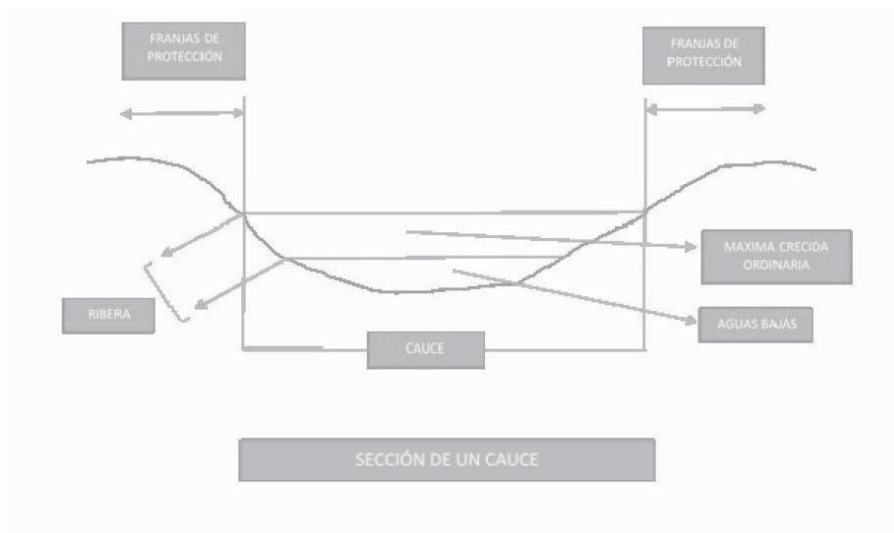 FRANJAS DE
PROTECCIÓN
FRANJAS DE
PROTECCIÓN
MAXIMA CRECIDA
ORDINARIA
RIBERA
AGUAS BAJAS
CAUCE
SECCIÓN DE UN CAUCE